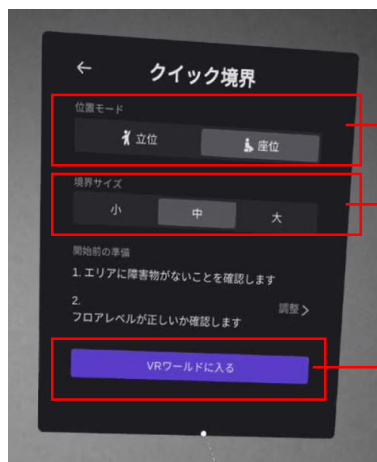 クイック境界
位置モード
立位
座位
境界サイズ
小
中
大
開始前の準備
1. エリアに障害物がないことを確認します
2.
フロアレベルが正しいか確認します
調整 >
VRワールドに入る